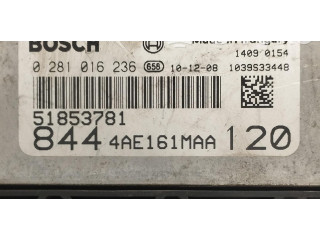 BOSCH Made in Hungary
1409 0154
0 281 016 236 656 10-12-08 1039S33448
51853781
844 4AE161MAA 120